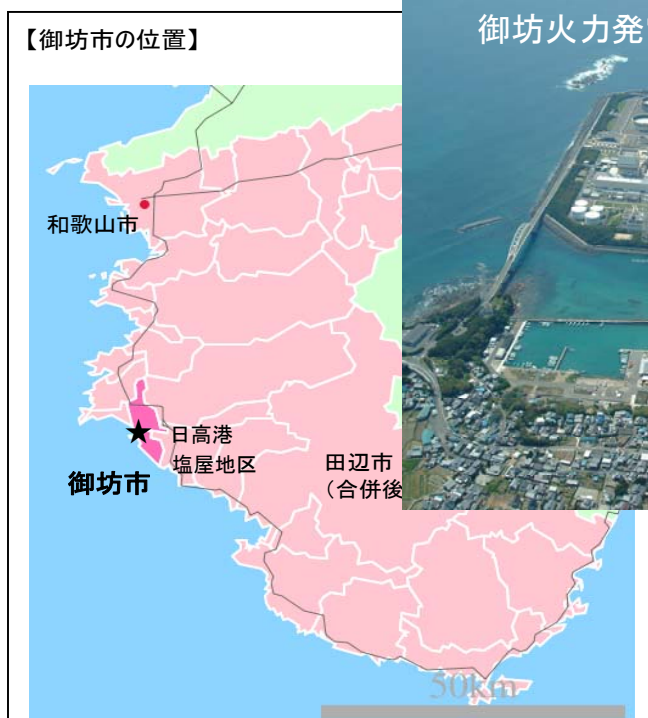 【御坊市の位置】
御坊火力発
和歌山市
日高港
塩屋地区
御坊市
田辺市
（合併後
50km